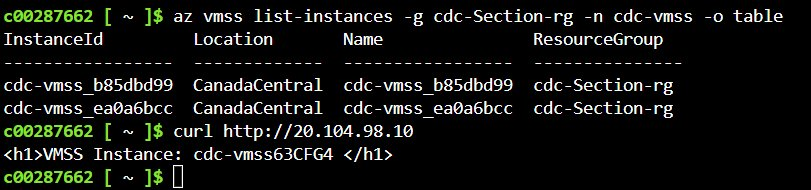 c00287662 [ ~ ]$ az vmss list-instances -g cdc-Section-rg -n cdc-vmss -o table
InstanceId         Location       Name               ResourceGroup
-----------------  -------------  -----------------  ---------------
cdc-vmss_b85dbd99  CanadaCentral  cdc-vmss_b85dbd99  cdc-Section-rg
cdc-vmss_ea0a6bcc  CanadaCentral  cdc-vmss_ea0a6bcc  cdc-Section-rg
c00287662 [ ~ ]$ curl http://20.104.98.10
<h1>VMSS Instance: cdc-vmss63CFG4 </h1>
c00287662 [ ~ ]$